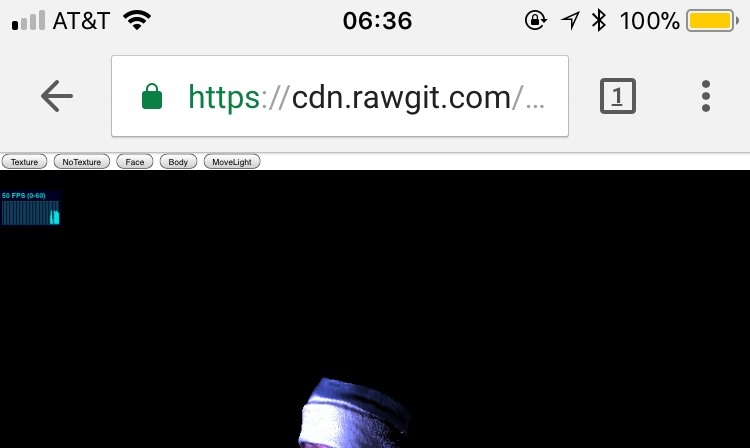 AT&T 06:36 100%
https://cdn.rawgit.com/... 1
Texture NoTexture Face Body MoveLight
50 FPS (0-60)